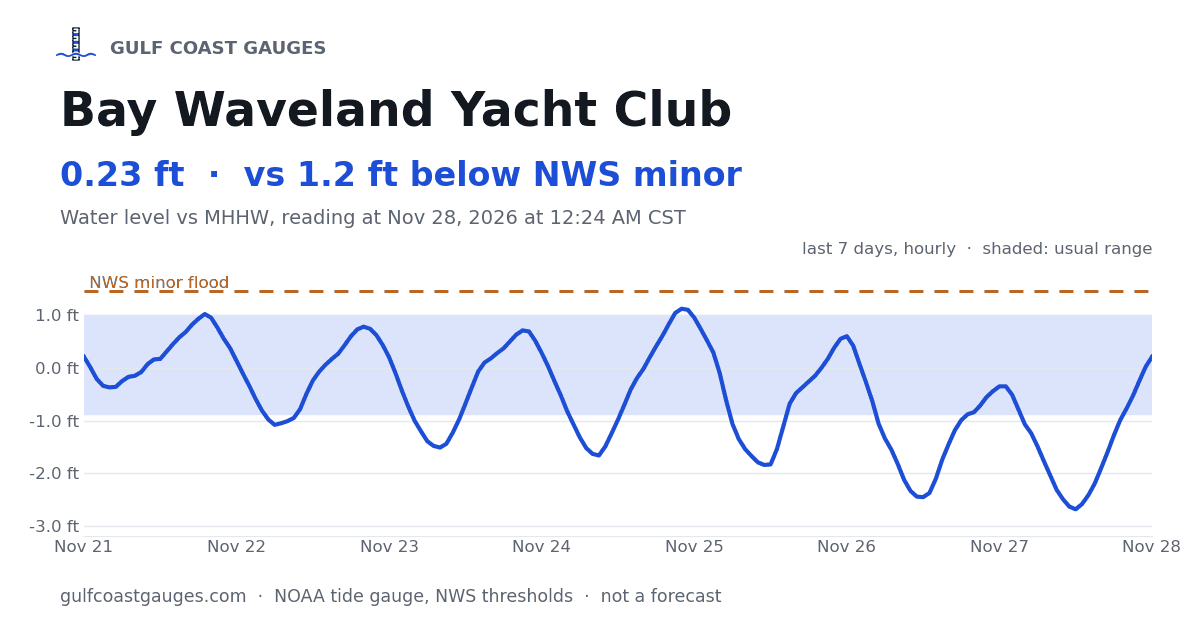 GULF COAST GAUGES
Bay Waveland Yacht Club
0.23 ft · vs 1.2 ft below NWS minor
Water level vs MHHW, reading at Nov 28, 2026 at 12:24 AM CST
last 7 days, hourly · shaded: usual range
NWS minor flood
1.0 ft
0.0 ft
-1.0 ft
-2.0 ft
-3.0 ft
Nov 21 Nov 22 Nov 23 Nov 24 Nov 25 Nov 26 Nov 27 Nov 28
gulfcoastgauges.com · NOAA tide gauge, NWS thresholds · not a forecast